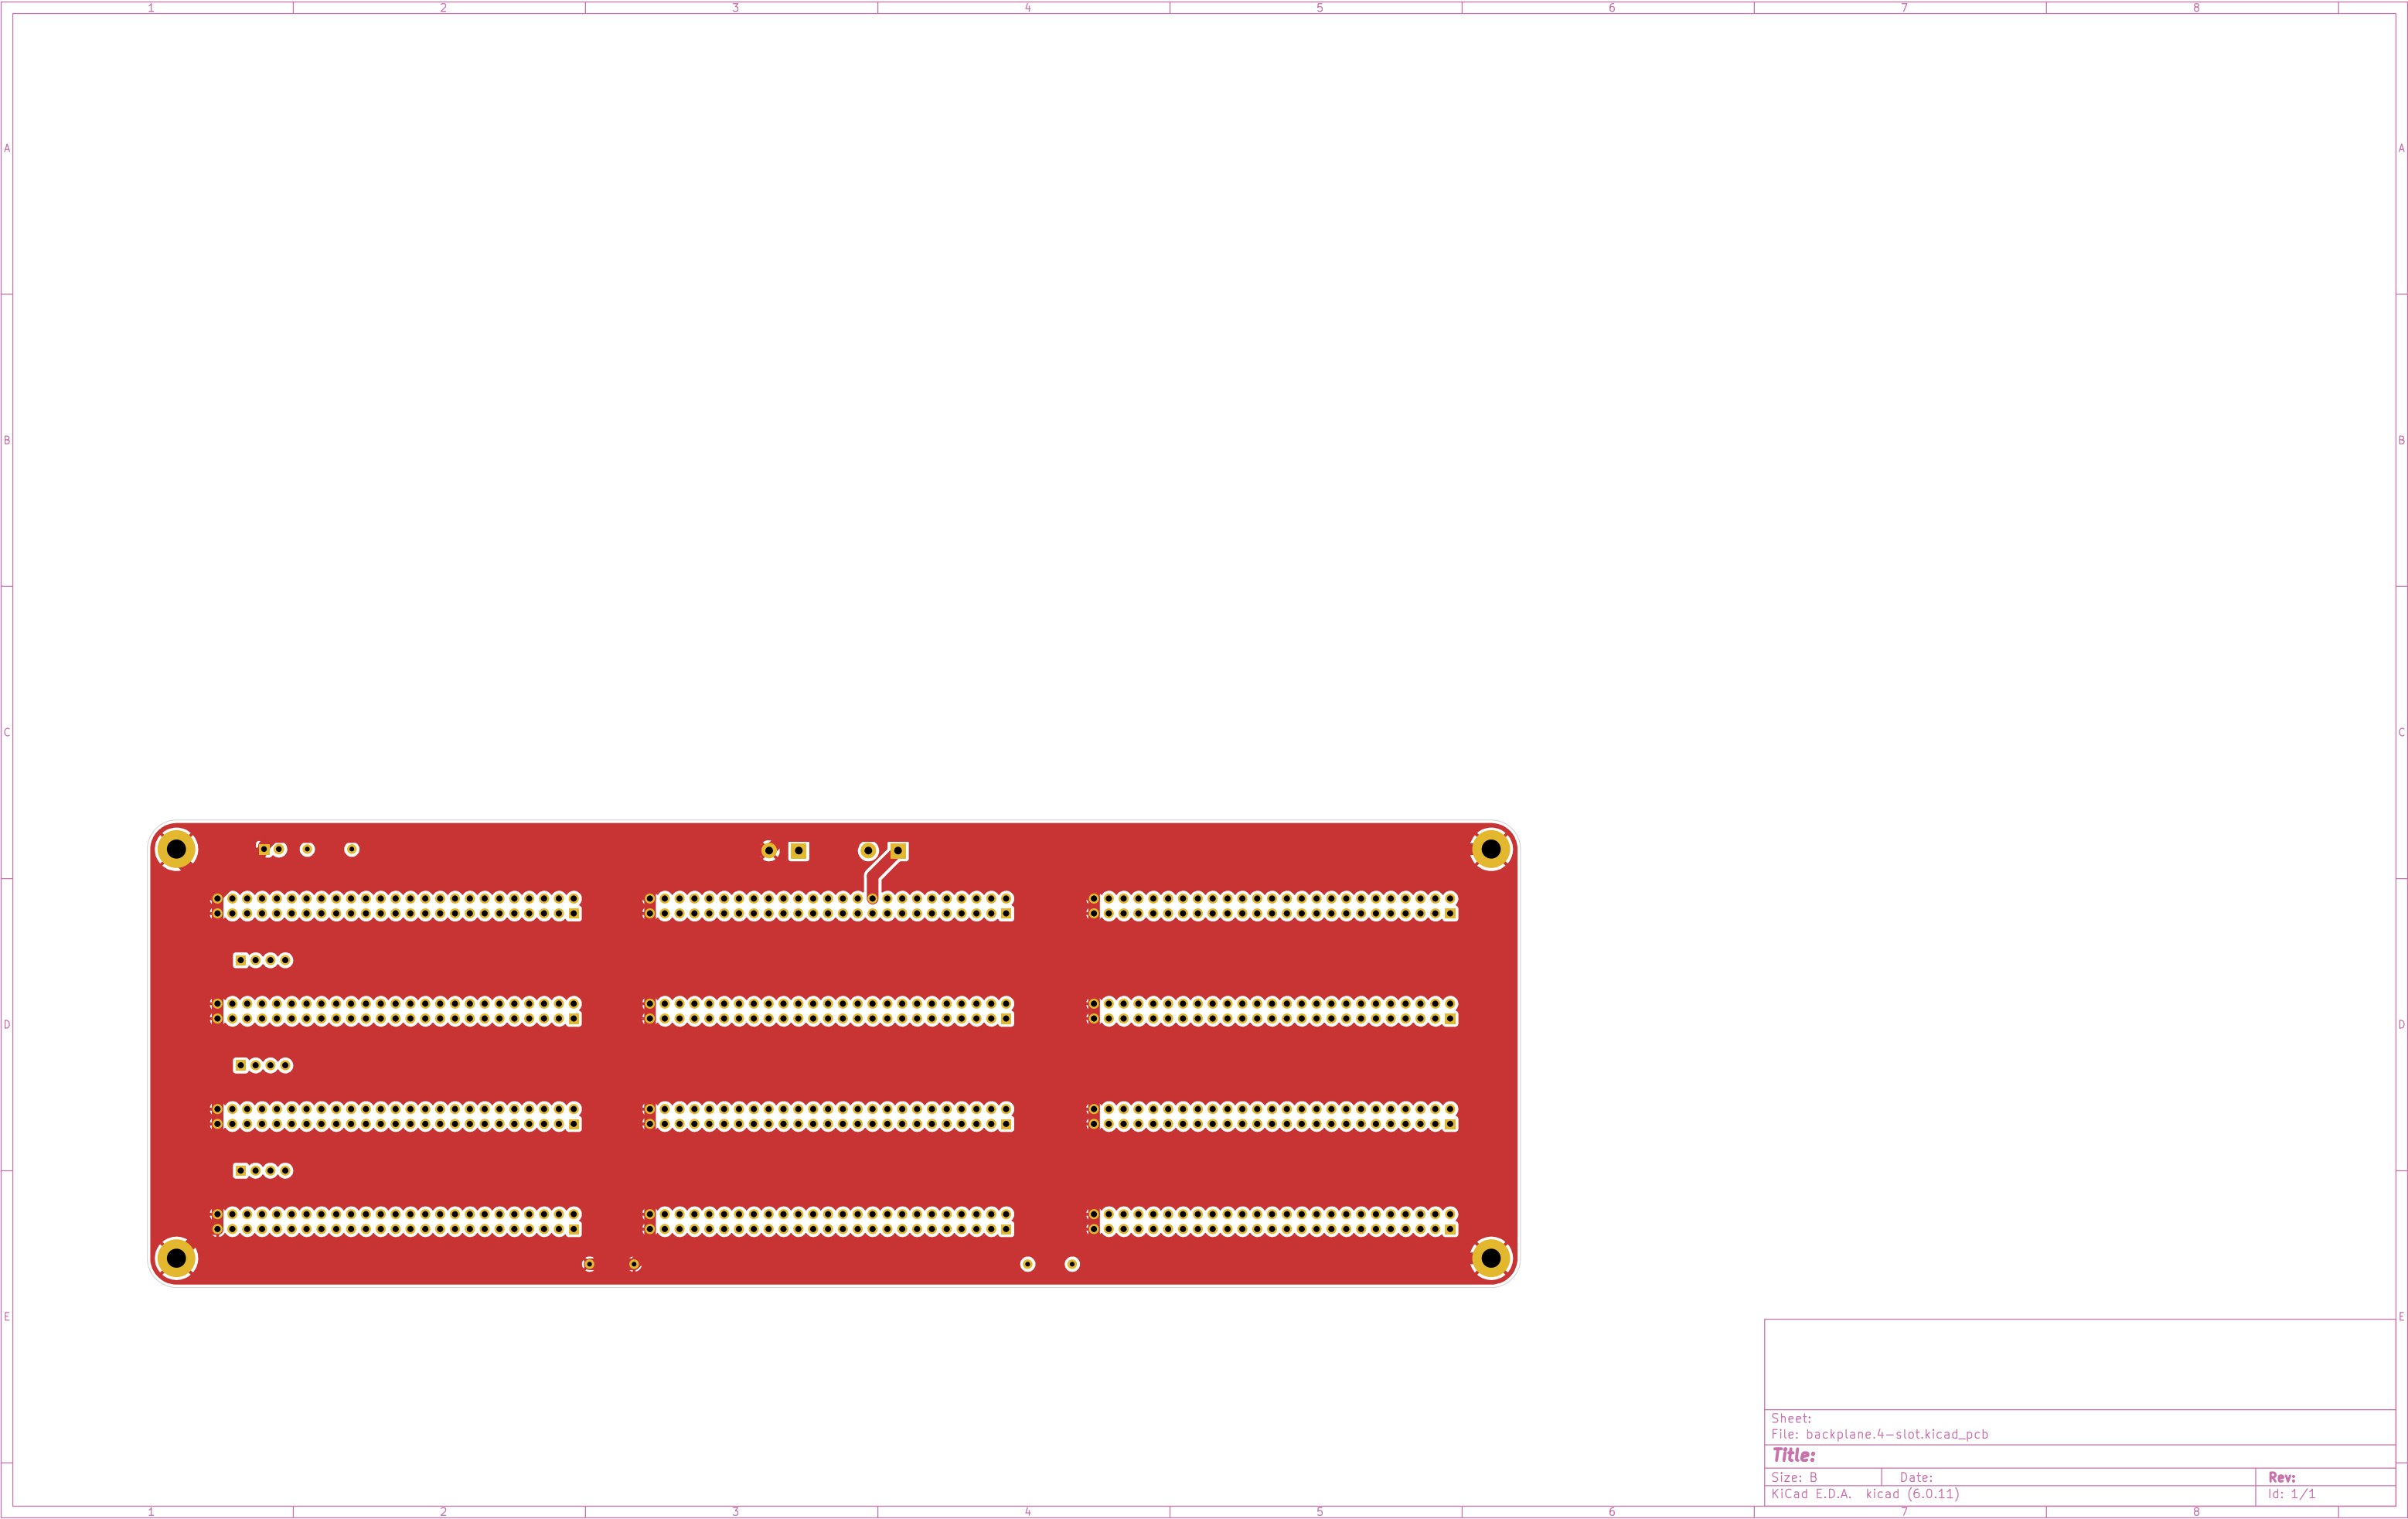 1 2 3 4 5 6 7 8
A A
B B
C C
D D
E E
Sheet:
File: backplane.4-slot.kicad_pcb
Title:
Size: B Date: Rev:
KiCad E.D.A. kicad (6.0.11) Id: 1/1
1 2 3 4 5 6 7 8